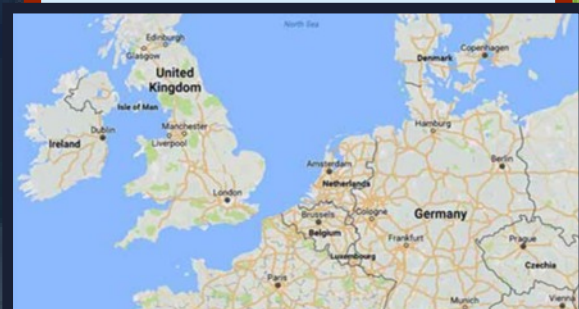 North Sea
Edinburgh
Glasgow
Copenhagen
Denmark
United
Kingdom
Isle of Man
Hamburg
Dublin
Manchester
Ireland
Liverpool
Berlin
Amsterdam
Netherlands
London
Brussels
Cologne
Germany
Belgium
Frankfurt
Prague
Luxembourg
Czechia
Paris
Munich
Vienna